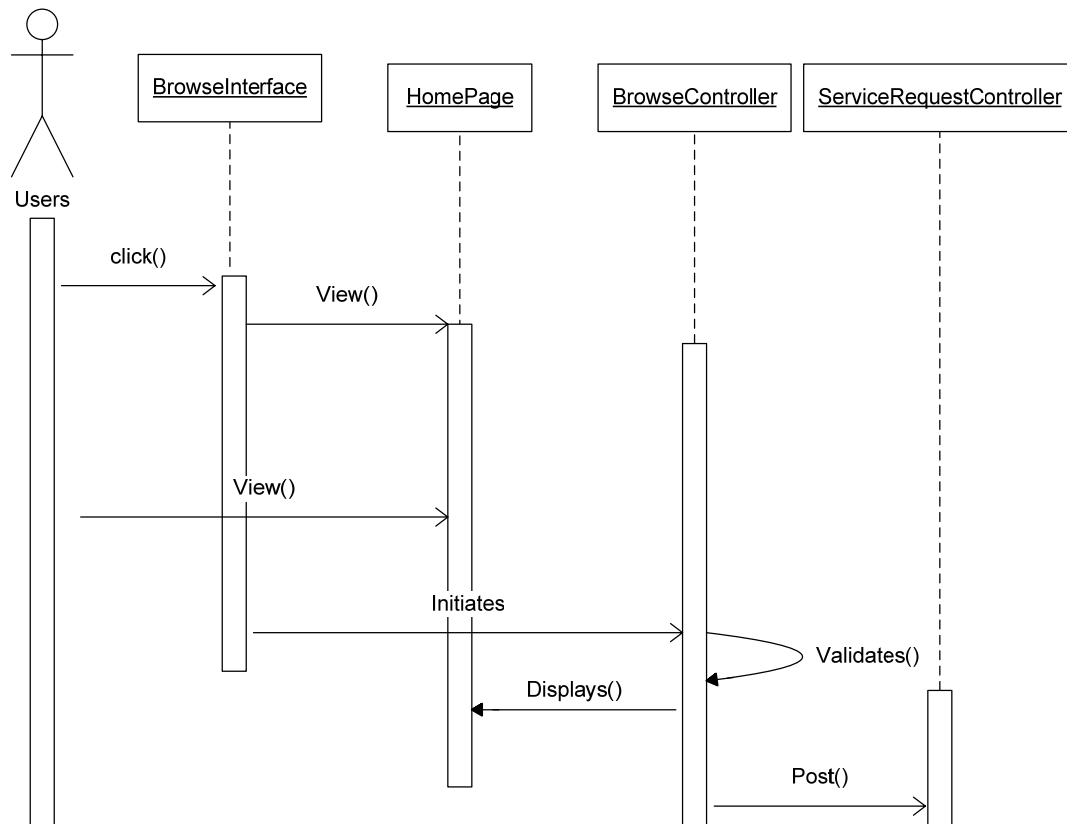 BrowseInterface
HomePage
BrowseController
ServiceRequestController
Users
click()
View()
View()
Initiates
Validates()
Displays()
Post()